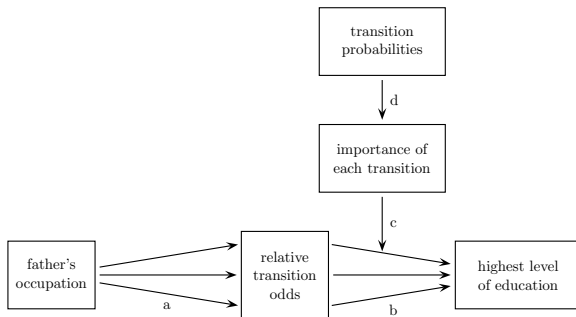 transition
probabilities
d
importance of
each transition
c
father's
occupation
a
relative
transition
odds
b
highest level
of education